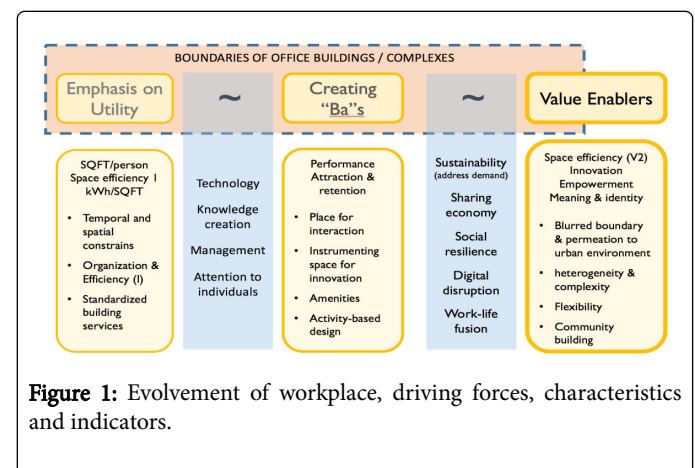 BOUNDARIES OF OFFICE BUILDINGS / COMPLEXES
Emphasis on
Utility
~
Creating
“Ba”s
~
Value Enablers
SQFT/person
Space efficiency I
kWh/SQFT
• Temporal and
spatial
constrains
• Organization &
Efficiency (I)
• Standardized
building
services
Technology
Knowledge
creation
Management
Attention to
individuals
Performance
Attraction &
retention
• Place for
interaction
• Instrumenting
space for
innovation
• Amenities
• Activity-based
design
Sustainability
(address demand)
Sharing
economy
Social
resilience
Digital
disruption
Work-life
fusion
Space efficiency (V2)
Innovation
Empowerment
Meaning & identity
• Blurred boundary
& permeation to
urban environment
• heterogeneity &
complexity
• Flexibility
• Community
building
Figure 1: Evolvement of workplace, driving forces, characteristics
and indicators.